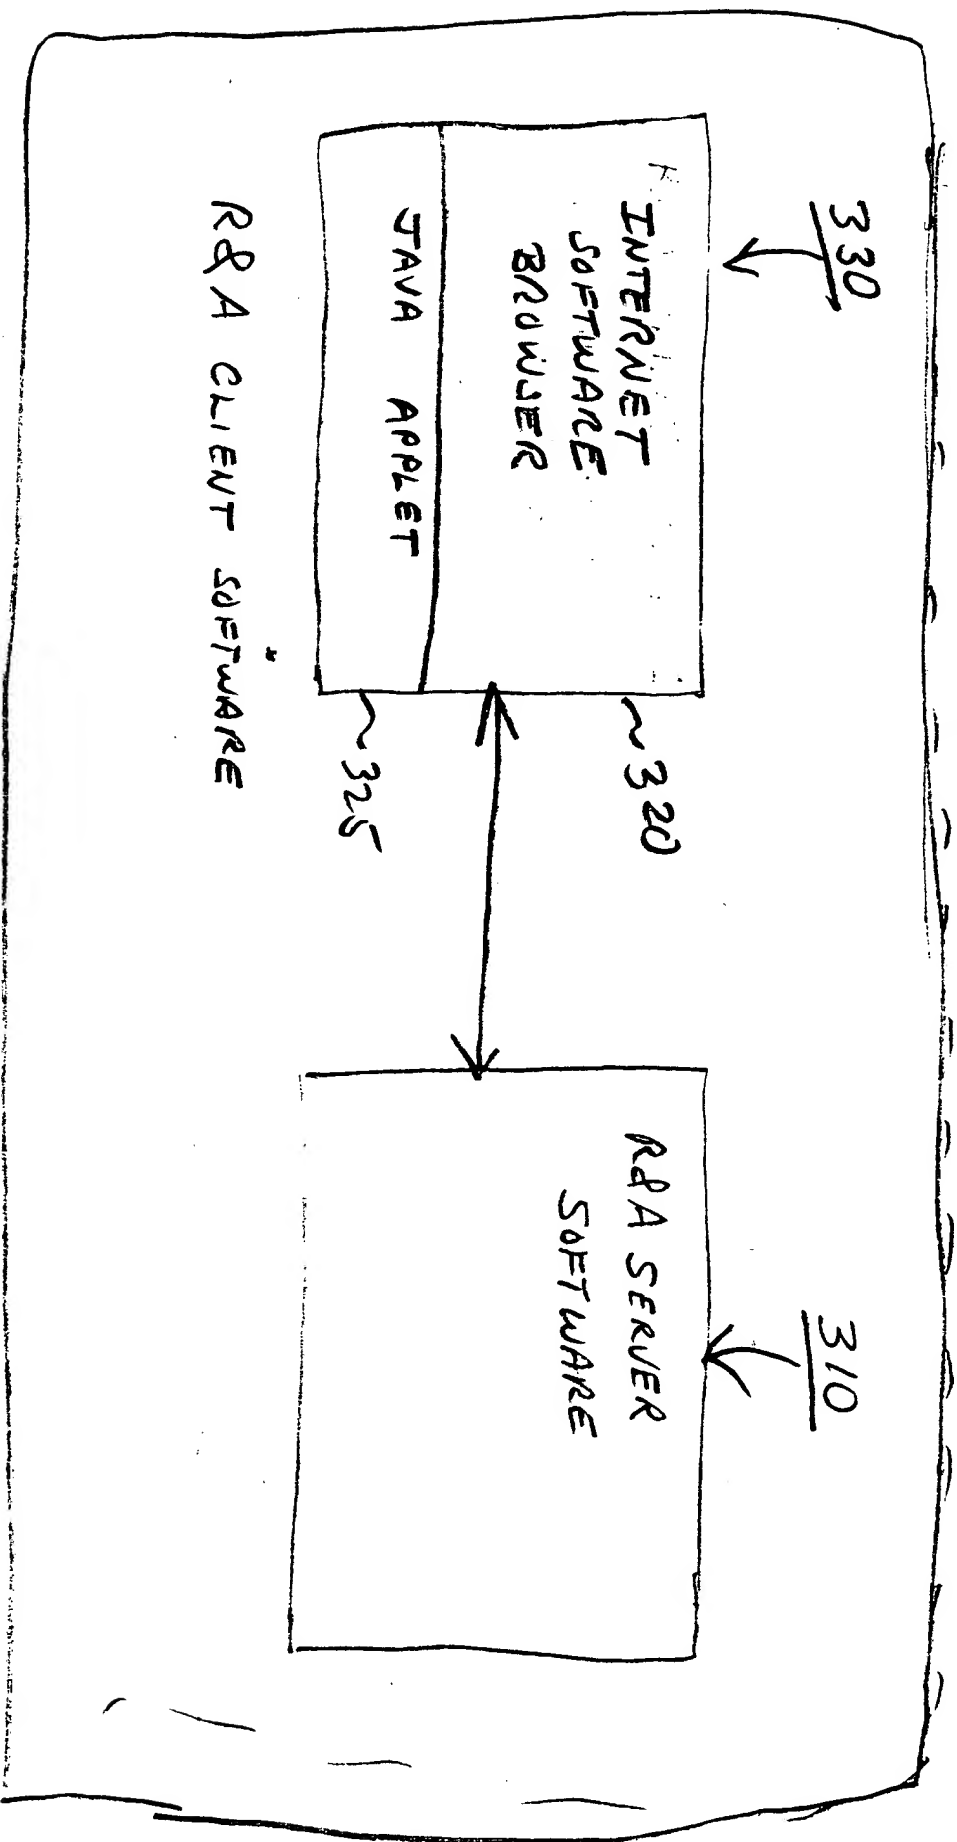 330
310
INTERNET
SOFTWARE
BROWSER
~320
JAVA APPLET
~325
R&A CLIENT SOFTWARE
R&A SERVER
SOFTWARE